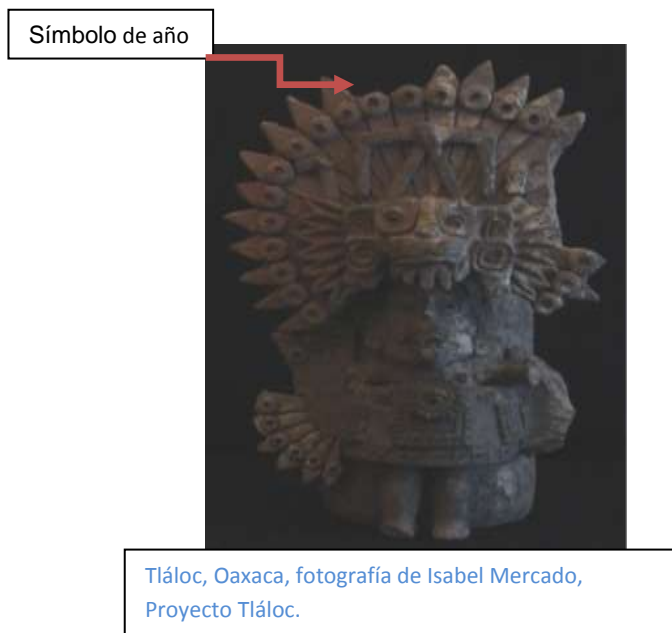 Símbolo de año
Tláloc, Oaxaca, fotografía de Isabel Mercado,
Proyecto Tláloc.